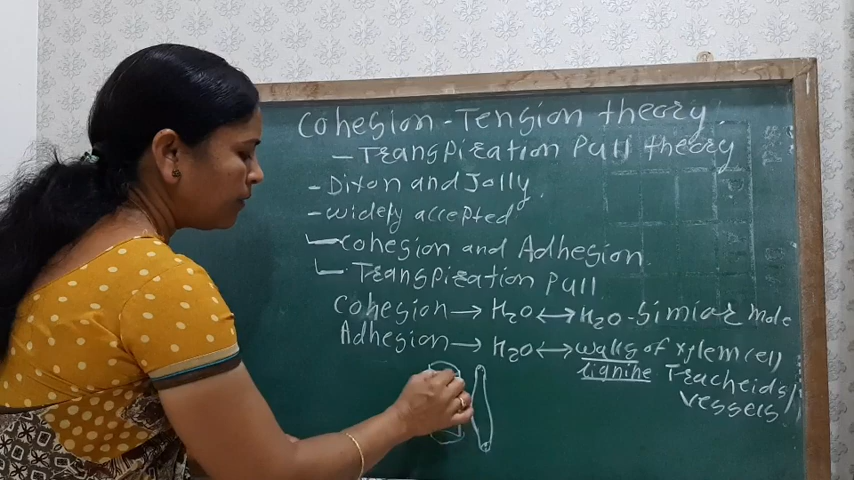 Cohesion - Tension theory.
- Transpiration Pull theory
- Dixon and Jolly
- widely accepted
- cohesion and Adhesion
- Transpiration Pull
Cohesion → H₂O ↔ H₂O - Simiar mole
Adhesion → H₂O ↔ walls of xylem cell
lignine Tracheids/
Vessels